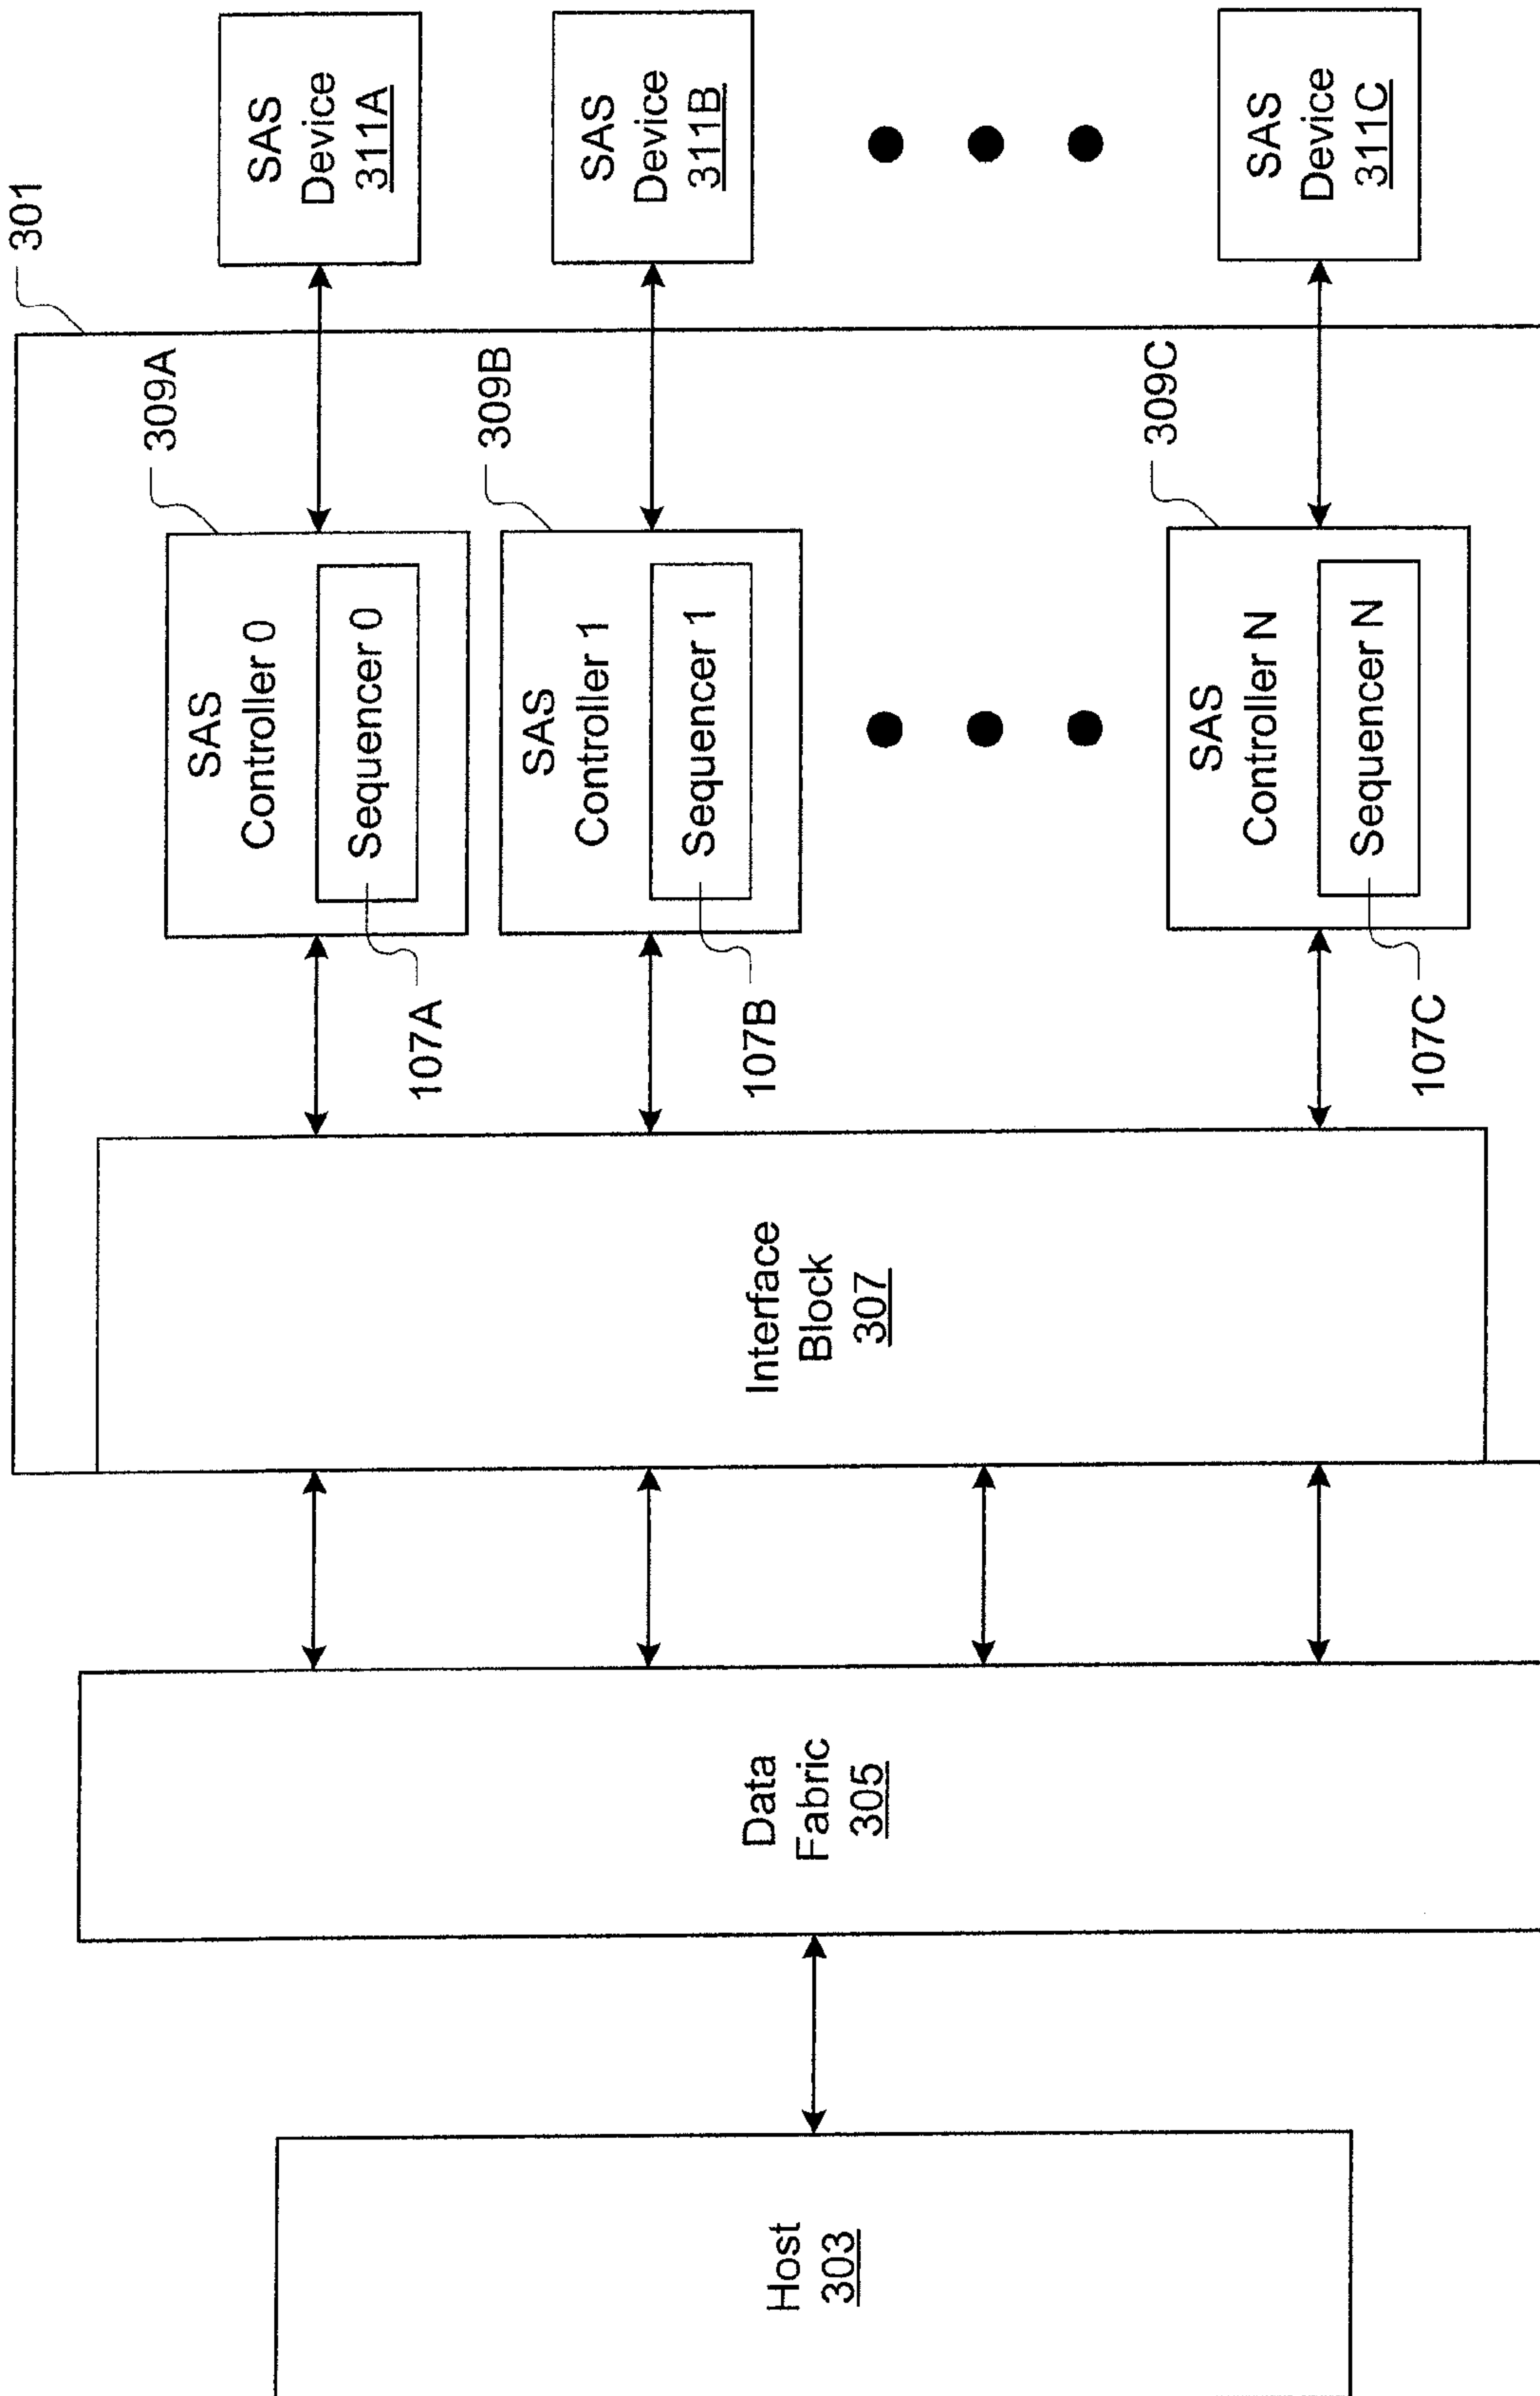 301
Host
303
Data
Fabric
305
Interface
Block
307
309A
SAS
Controller 0
Sequencer 0
107A
SAS
Device
311A
309B
SAS
Controller 1
Sequencer 1
107B
SAS
Device
311B
309C
SAS
Controller N
Sequencer N
107C
SAS
Device
311C